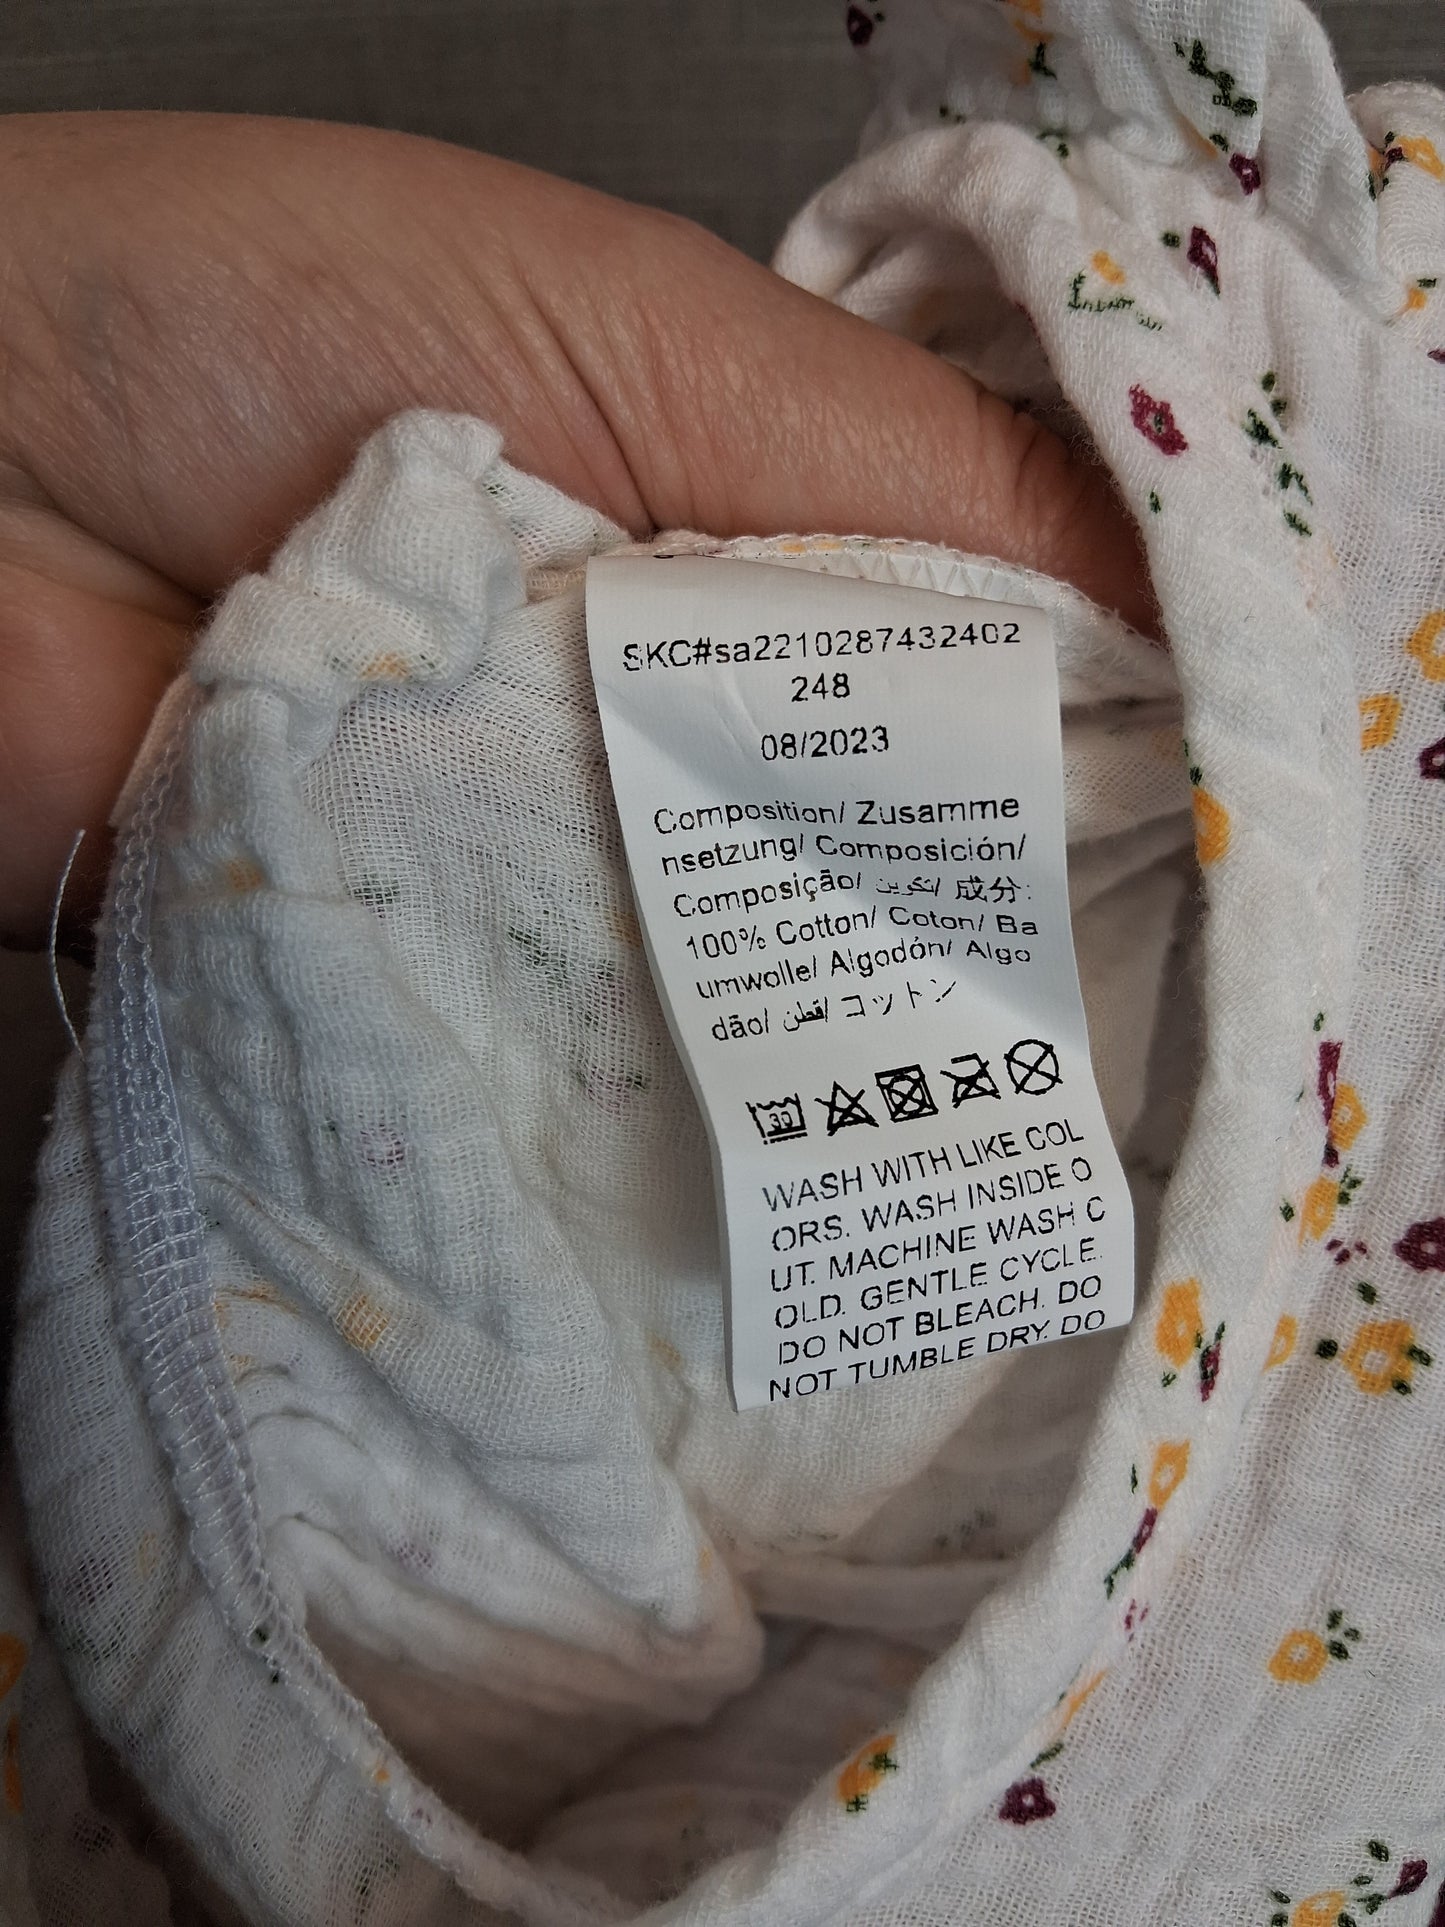 SKC#sa2210287432402
248
08/2023
Composition/ Zusamme
nsetzung/ Composición/
Composição/ تكوين/ 成分:
100% Cotton/ Coton/ Ba
umwolle/ Algodón/ Algo
dão/ قطن/ コットン
30
WASH WITH LIKE COL
ORS. WASH INSIDE O
UT. MACHINE WASH C
OLD. GENTLE CYCLE.
DO NOT BLEACH. DO
NOT TUMBLE DRY. DO